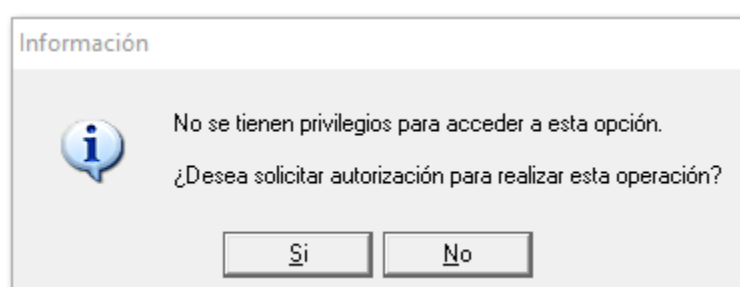 Información
No se tienen privilegios para acceder a esta opción.
¿Desea solicitar autorización para realizar esta operación?
Si
No